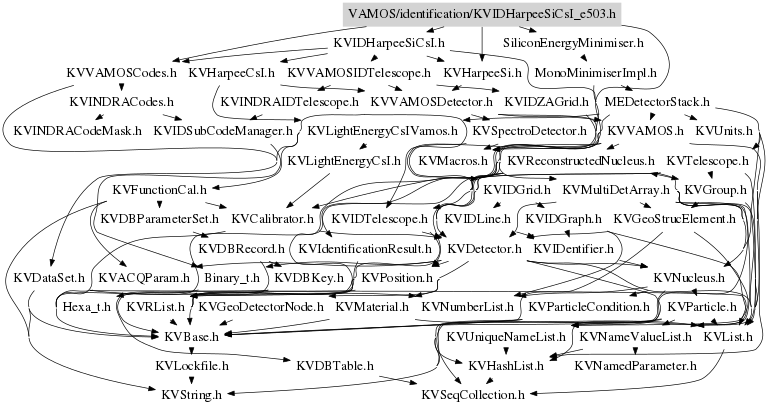 VAMOS/identification/KVIDHarpeeSiCsI_e503.h
KVIDHarpeeSiCsI.h SiliconEnergyMinimiser.h
KVVAMOSCodes.h KVHarpeeCsI.h KVVAMOSIDTelescope.h KVHarpeeSi.h MonoMinimiserImpl.h
KVINDRACodes.h KVINDRAIDTelescope.h KVVAMOSDetector.h KVIDZAGrid.h MEDetectorStack.h
KVINDRACodeMask.h KVIDSubCodeManager.h KVLightEnergyCsIVamos.h KVSpectroDetector.h KVVAMOS.h KVUnits.h
KVLightEnergyCsI.h KVMacros.h KVReconstructedNucleus.h KVTelescope.h
KVFunctionCal.h KVIDGrid.h KVMultiDetArray.h KVGroup.h
KVDBParameterSet.h KVCalibrator.h KVIDTelescope.h KVIDLine.h KVIDGraph.h KVGeoStrucElement.h
KVDBRecord.h KVIdentificationResult.h KVDetector.h KVIDentifier.h
KVDataSet.h KVACQParam.h Binary_t.h KVDBKey.h KVPosition.h KVNucleus.h
Hexa_t.h KVRList.h KVGeoDetectorNode.h KVMaterial.h KVNumberList.h KVParticleCondition.h KVParticle.h
KVBase.h KVUniqueNameList.h KVNameValueList.h KVList.h
KVLockfile.h KVDBTable.h KVHashList.h KVNamedParameter.h
KVString.h KVSeqCollection.h